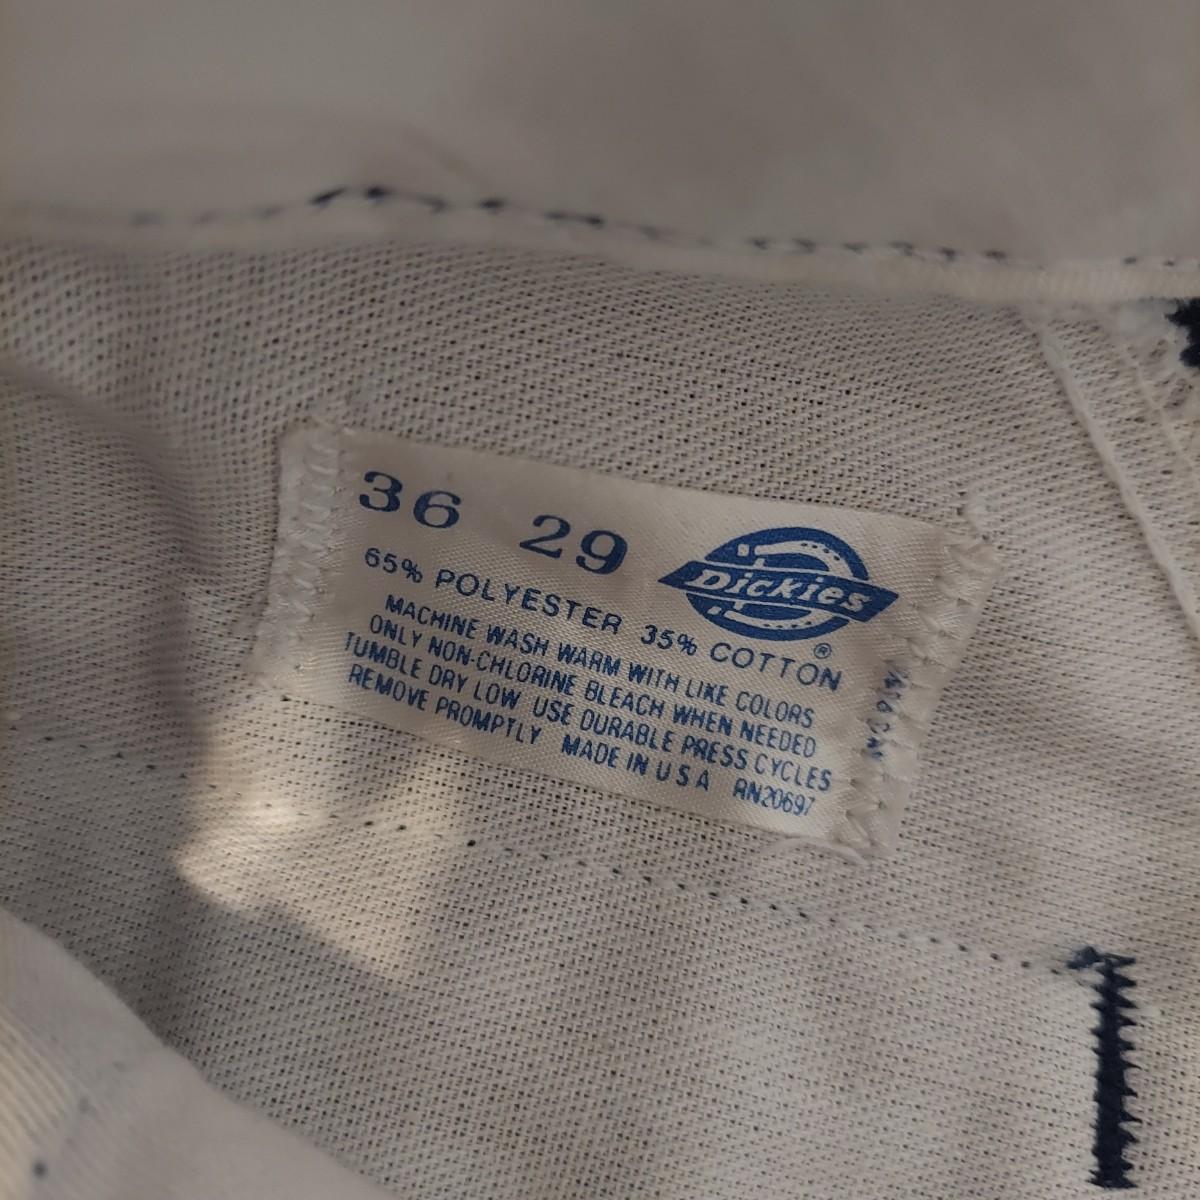 36 29
Dickies®
65% POLYESTER 35% COTTON
MACHINE WASH WARM WITH LIKE COLORS
ONLY NON-CHLORINE BLEACH WHEN NEEDED
TUMBLE DRY LOW USE DURABLE PRESS CYCLES
REMOVE PROMPTLY MADE IN U S A RN20697